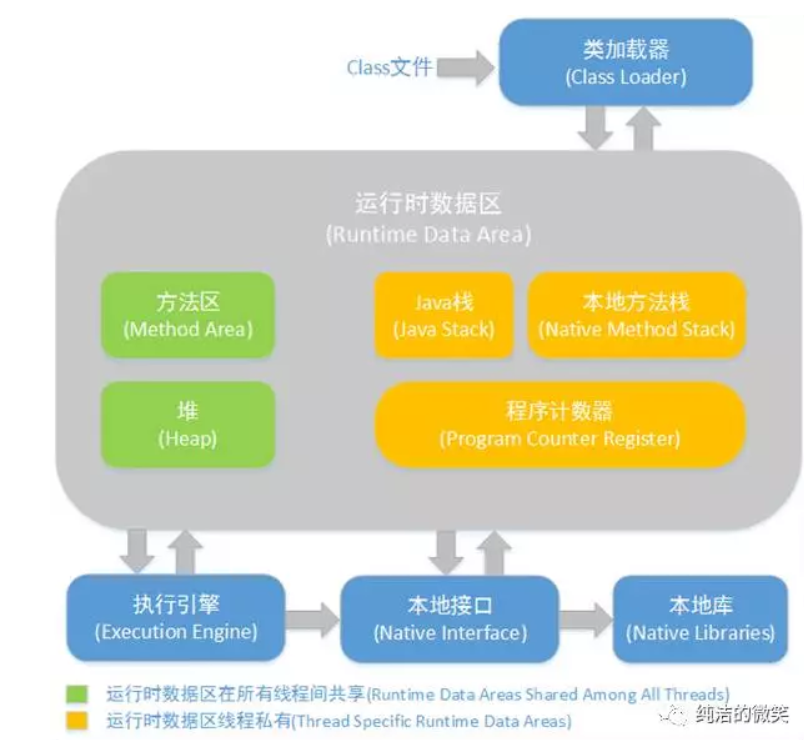 类加载器
(Class Loader)
Class文件
运行时数据区
(Runtime Data Area)
方法区
(Method Area)
Java栈
(Java Stack)
本地方法栈
(Native Method Stack)
堆
(Heap)
程序计数器
(Program Counter Register)
执行引擎
(Execution Engine)
本地接口
(Native Interface)
本地库
(Native Libraries)
运行时数据区在所有线程间共享(Runtime Data Areas Shared Among All Threads)
运行时数据区线程私有(Thread Specific Runtime Data Areas)
纯洁的微笑